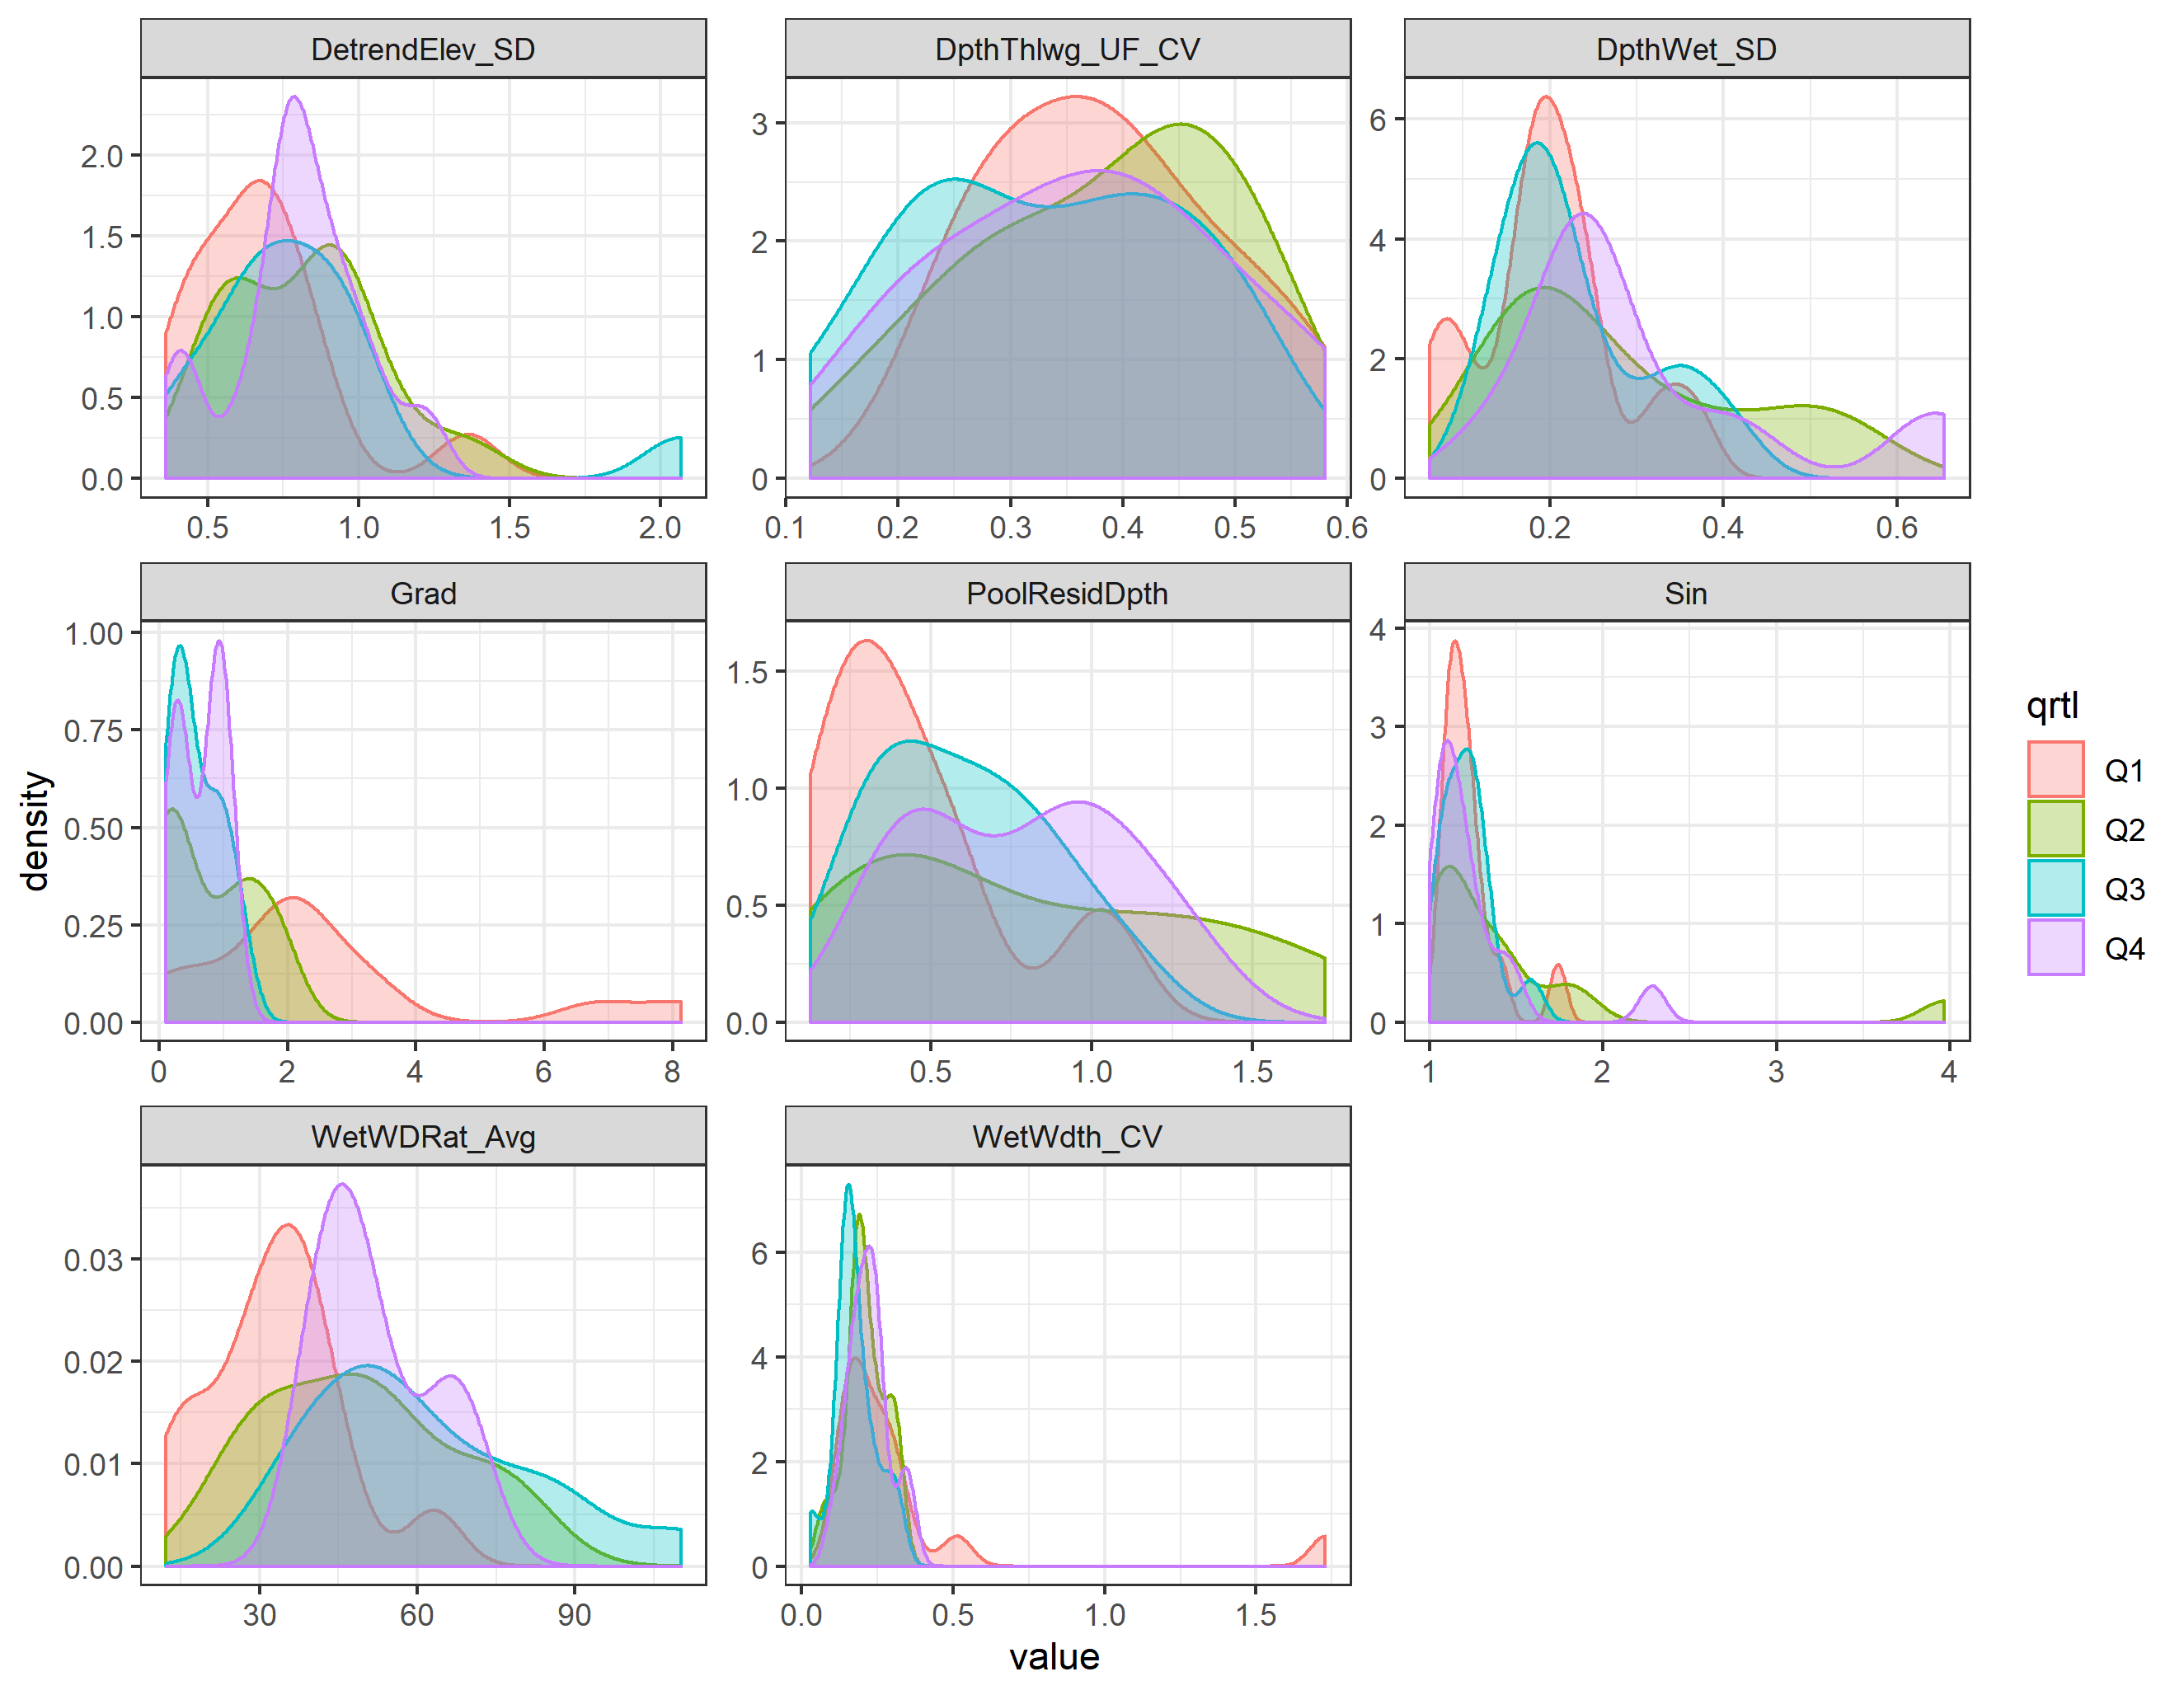 DetrendElev_SD
DpthThlwg_UF_CV
DpthWet_SD
2.0
1.5
1.0
0.5
0.0
3
2
1
0
6
4
2
0
0.5 1.0 1.5 2.0
0.1 0.2 0.3 0.4 0.5 0.6
0.2 0.4 0.6
Grad
PoolResidDpth
Sin
1.00
0.75
0.50
0.25
0.00
1.5
1.0
0.5
0.0
4
3
2
1
0
0 2 4 6 8
0.5 1.0 1.5
1 2 3 4
WetWDRat_Avg
WetWdth_CV
0.03
0.02
0.01
0.00
6
4
2
0
30 60 90
0.0 0.5 1.0 1.5
density
value
qrtl
Q1
Q2
Q3
Q4